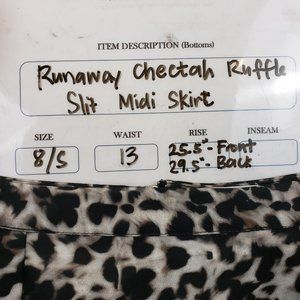 ITEM DESCRIPTION (Bottoms)
Runaway Cheetah Ruffle
Slit Midi Skirt
SIZE WAIST RISE INSEAM
8/S 13 25.5" - Front
29.5" - Back